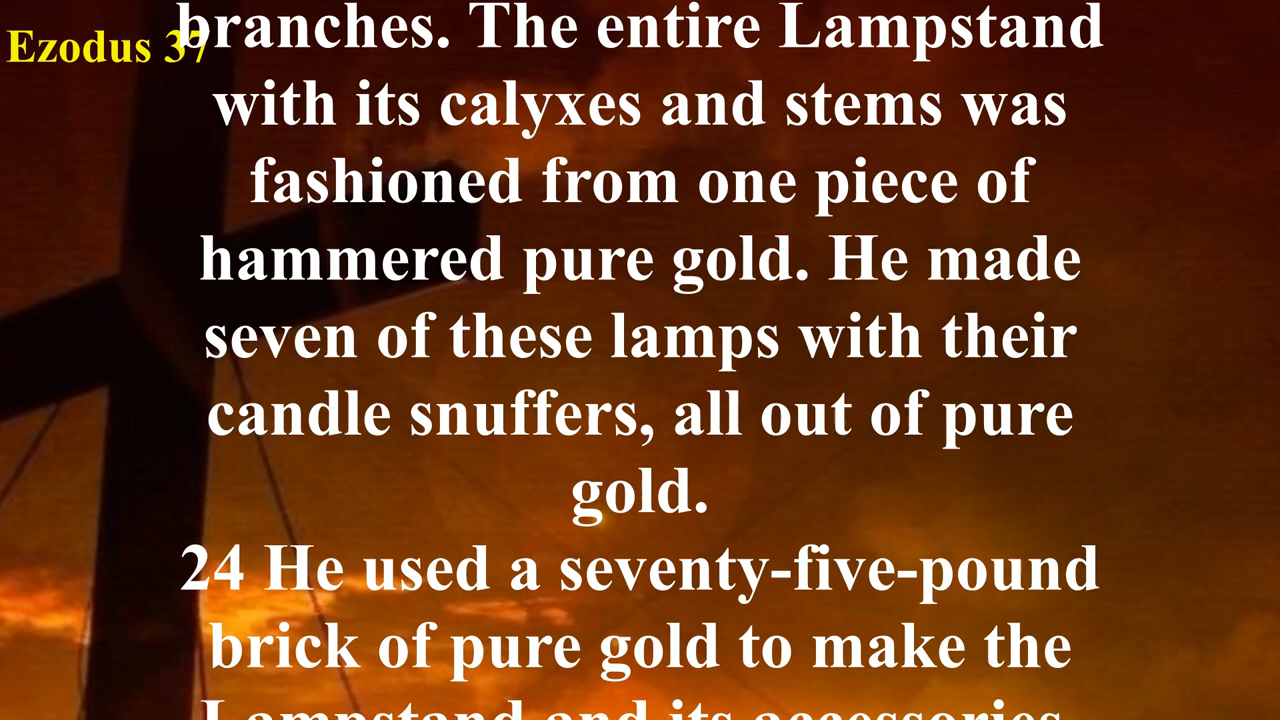 Ezodus 37
branches. The entire Lampstand
with its calyxes and stems was
fashioned from one piece of
hammered pure gold. He made
seven of these lamps with their
candle snuffers, all out of pure
gold.
24 He used a seventy-five-pound
brick of pure gold to make the
Lampstand and its accessories.